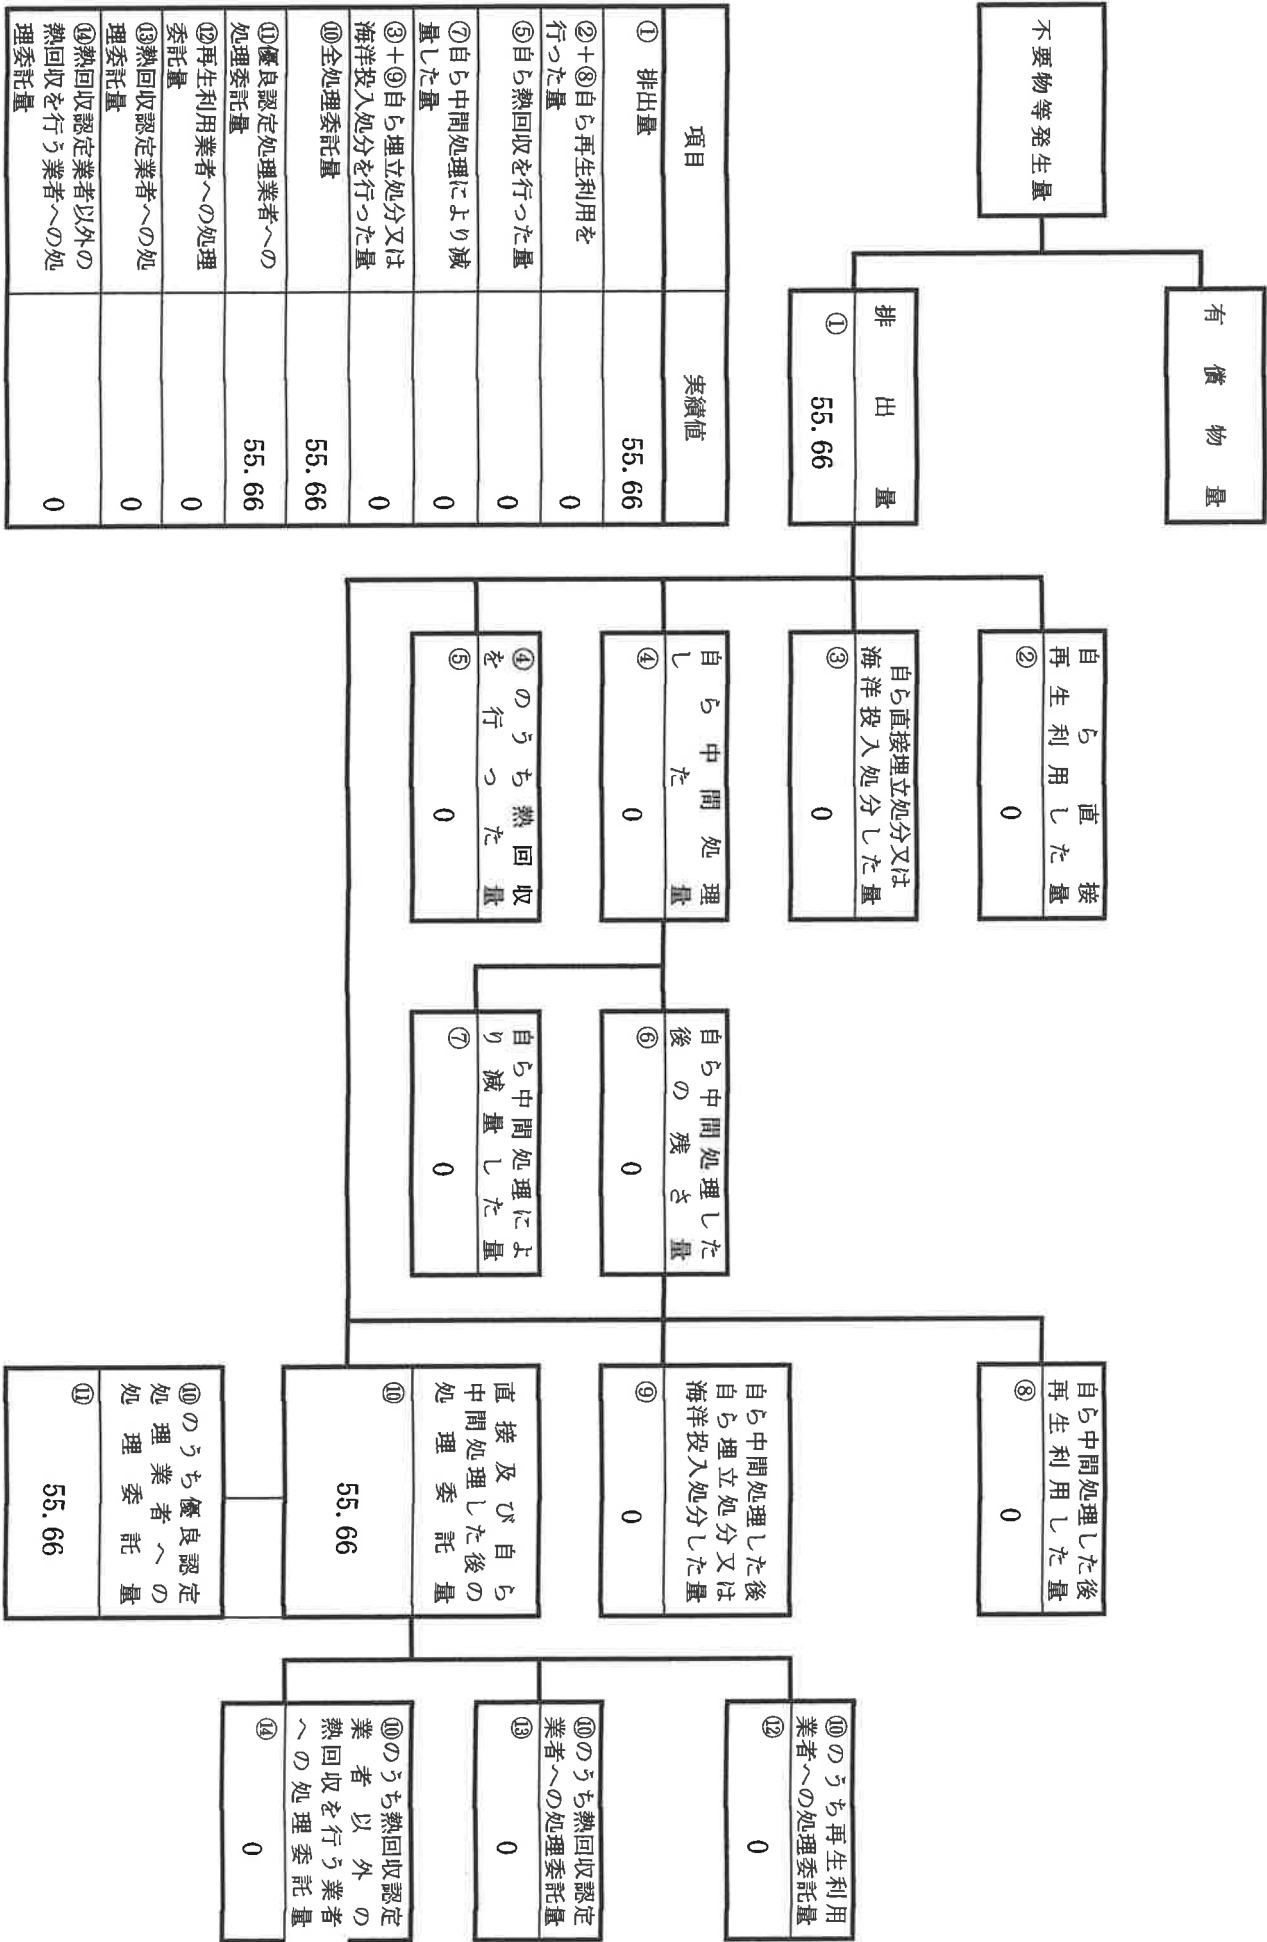 不要物等発生量
有償物量
排出量
① 55.66
自ら直接
再生利用した量
② 0
自ら直接埋立処分又は
海洋投入処分した量
③ 0
自ら中間処理
した量
④ 0
④のうち熱回収
を行った量
⑤ 0
自ら中間処理した
後の残さ量
⑥ 0
自ら中間処理によ
り減量した量
⑦ 0
自ら中間処理した後
再生利用した量
⑧ 0
自ら中間処理した後
自ら埋立処分又は
海洋投入処分した量
⑨ 0
直接及び自ら
中間処理した後の
処理委託量
⑩ 55.66
⑩のうち優良認定
処理業者への
処理委託量
⑪ 55.66
⑩のうち再生利用
業者への処理委託量
⑫ 0
⑩のうち熱回収認定
業者への処理委託量
⑬ 0
⑩のうち熱回収認定
業者以外の
熱回収を行う業者
への処理委託量
⑭ 0
項目 実績値
① 排出量 55.66
②+⑧自ら再生利用を
行った量 0
⑤自ら熱回収を行った量 0
⑦自ら中間処理により減
量した量 0
③+⑨自ら埋立処分又は
海洋投入処分を行った量 0
⑩全処理委託量 55.66
⑪優良認定処理業者への
処理委託量 55.66
⑫再生利用業者への処理
委託量 0
⑬熱回収認定業者への処
理委託量 0
⑭熱回収認定業者以外の
熱回収を行う業者への処
理委託量 0